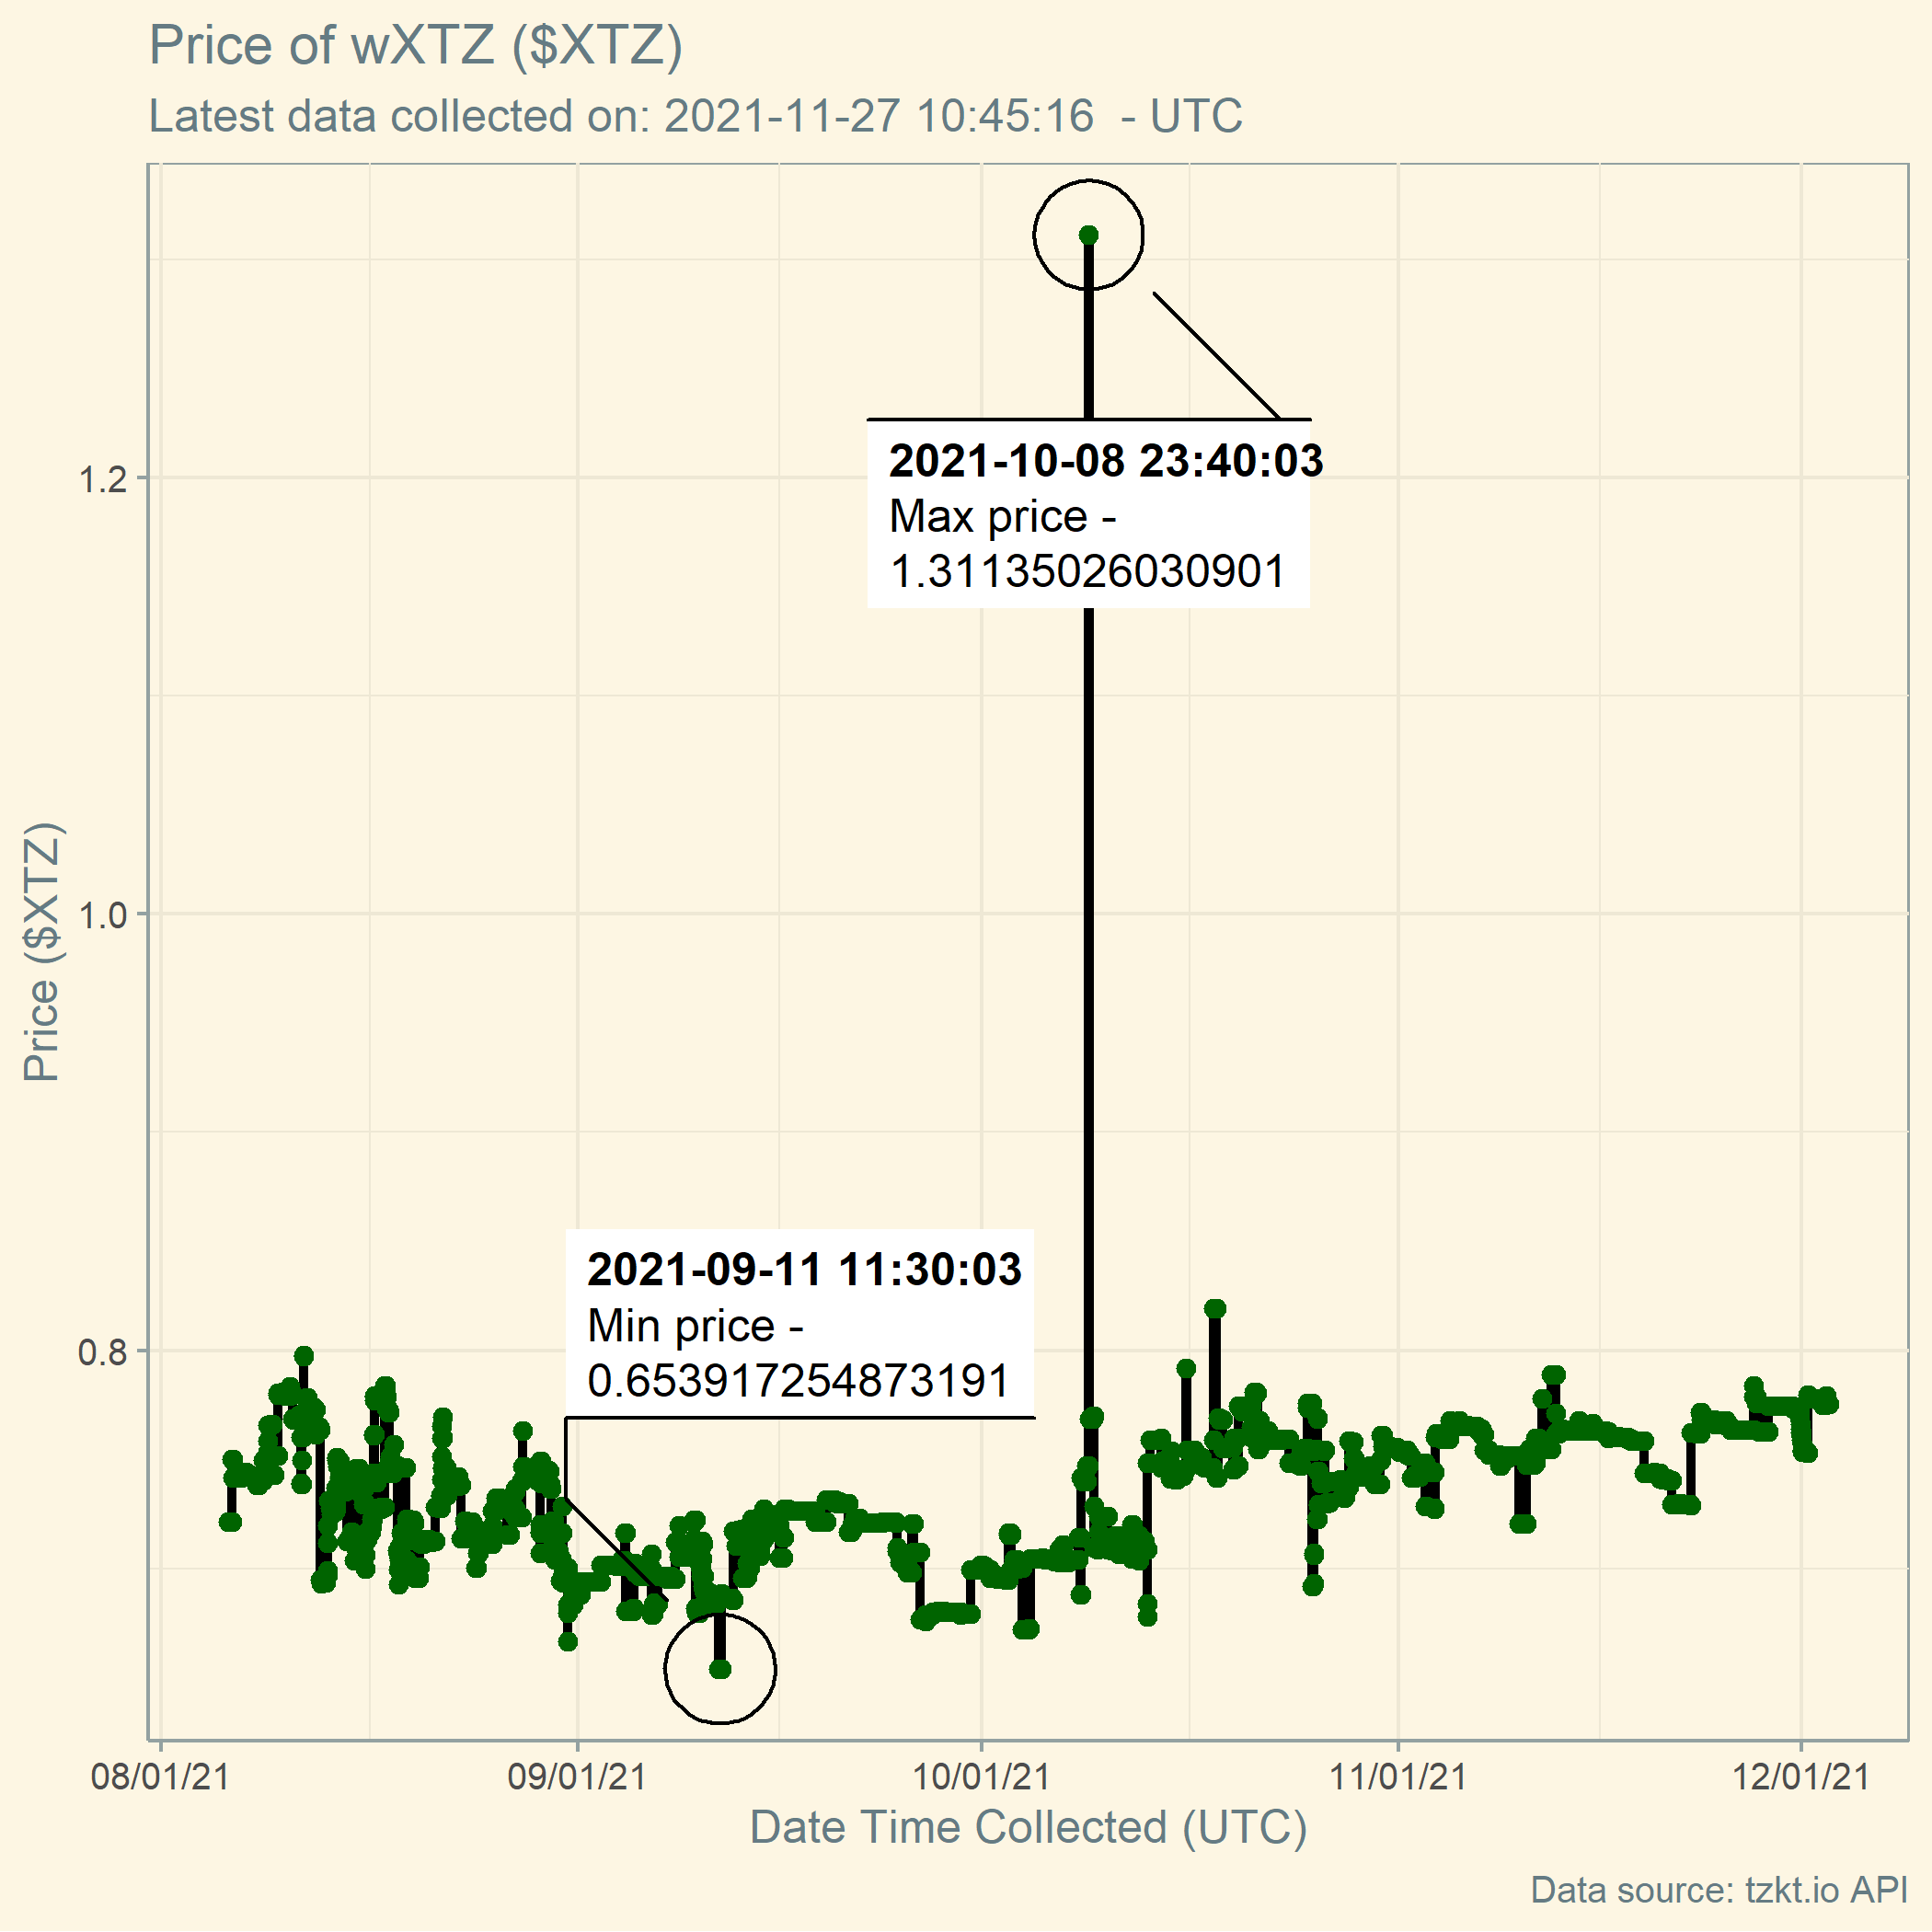 Price of wXTZ ($XTZ)
Latest data collected on: 2021-11-27 10:45:16  - UTC
2021-10-08 23:40:03
Max price -
1.31135026030901
1.2
1.0
0.8
Price ($XTZ)
2021-09-11 11:30:03
Min price -
0.653917254873191
08/01/21
09/01/21
10/01/21
11/01/21
12/01/21
Date Time Collected (UTC)
Data source: tzkt.io API